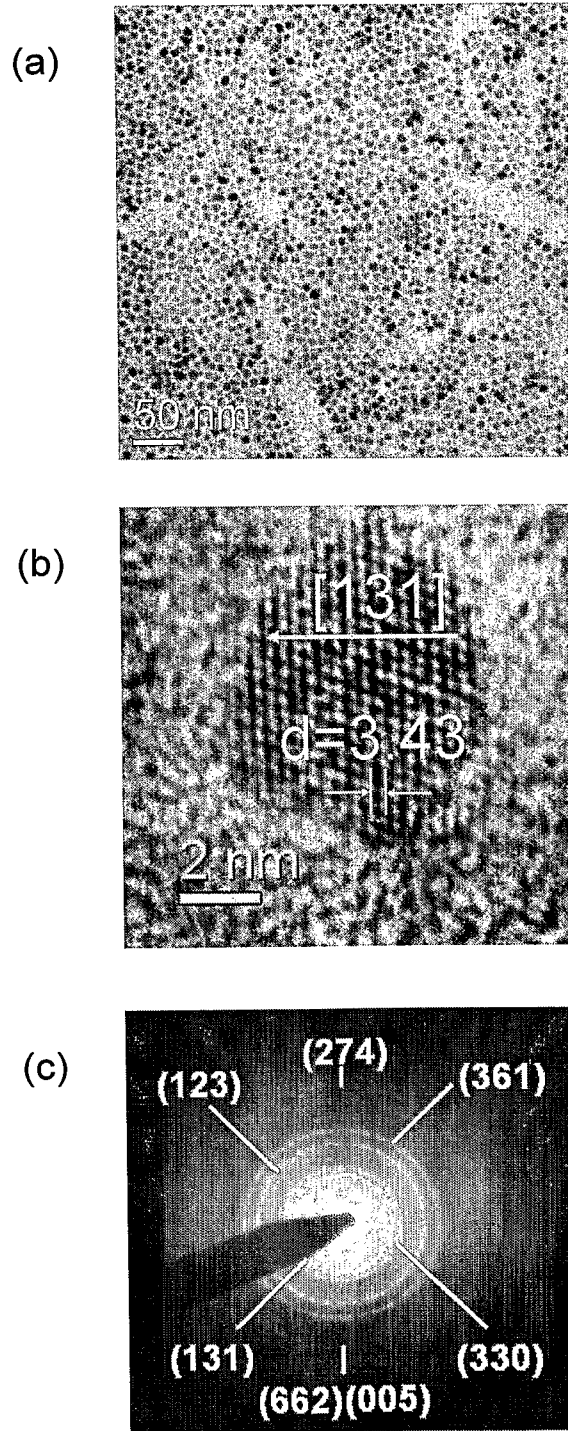 (a)
50 nm
(b)
[131]
d=3.43
2 nm
(c)
(274)
(123)
(361)
(131)
(330)
(662)(005)